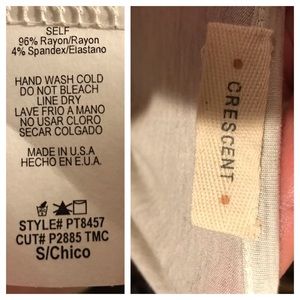 SELF
96% Rayon/Rayon
4% Spandex/Elastano
HAND WASH COLD
DO NOT BLEACH
LINE DRY
LAVE FRIO A MANO
NO USAR CLORO
SECAR COLGADO
MADE IN U.S.A
HECHO EN E.U.A.
STYLE# PT8457
CUT# P2885 TMC
S/Chico
CRESCENT